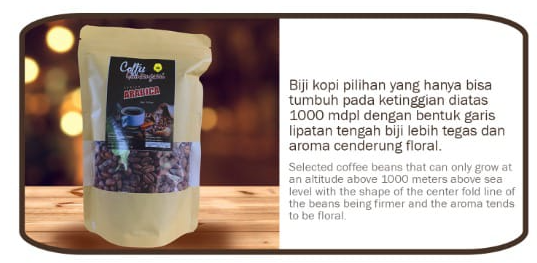 Coffee
ARABICA
Biji kopi pilihan yang hanya bisa
tumbuh pada ketinggian diatas
1000 mdpl dengan bentuk garis
lipatan tengah biji lebih tegas dan
aroma cenderung floral.
Selected coffee beans that can only grow at
an altitude above 1000 meters above sea
level with the shape of the center fold line of
the beans being firmer and the aroma tends
to be floral.